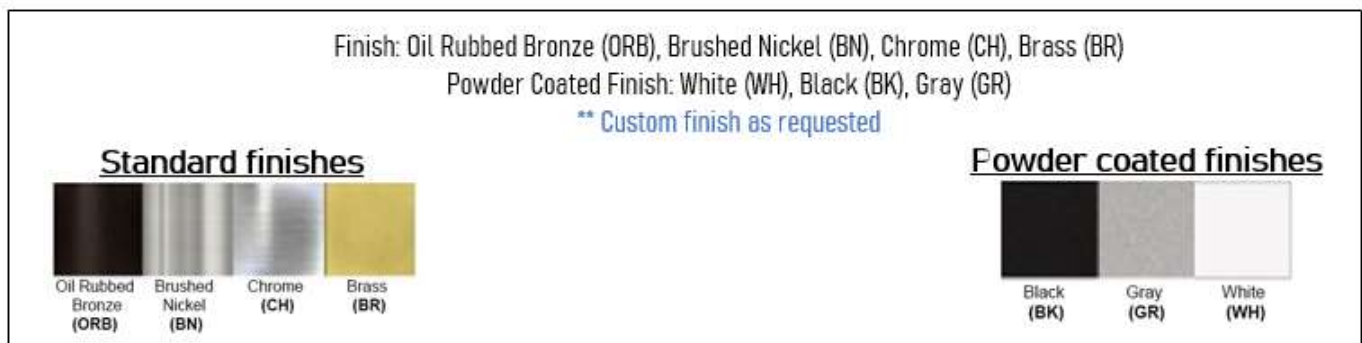 Finish: Oil Rubbed Bronze (ORB), Brushed Nickel (BN), Chrome (CH), Brass (BR)
Powder Coated Finish: White (WH), Black (BK), Gray (GR)
** Custom finish as requested
Standard finishes
Oil Rubbed
Bronze
(ORB)
Brushed
Nickel
(BN)
Chrome
(CH)
Brass
(BR)
Powder coated finishes
Black
(BK)
Gray
(GR)
White
(WH)